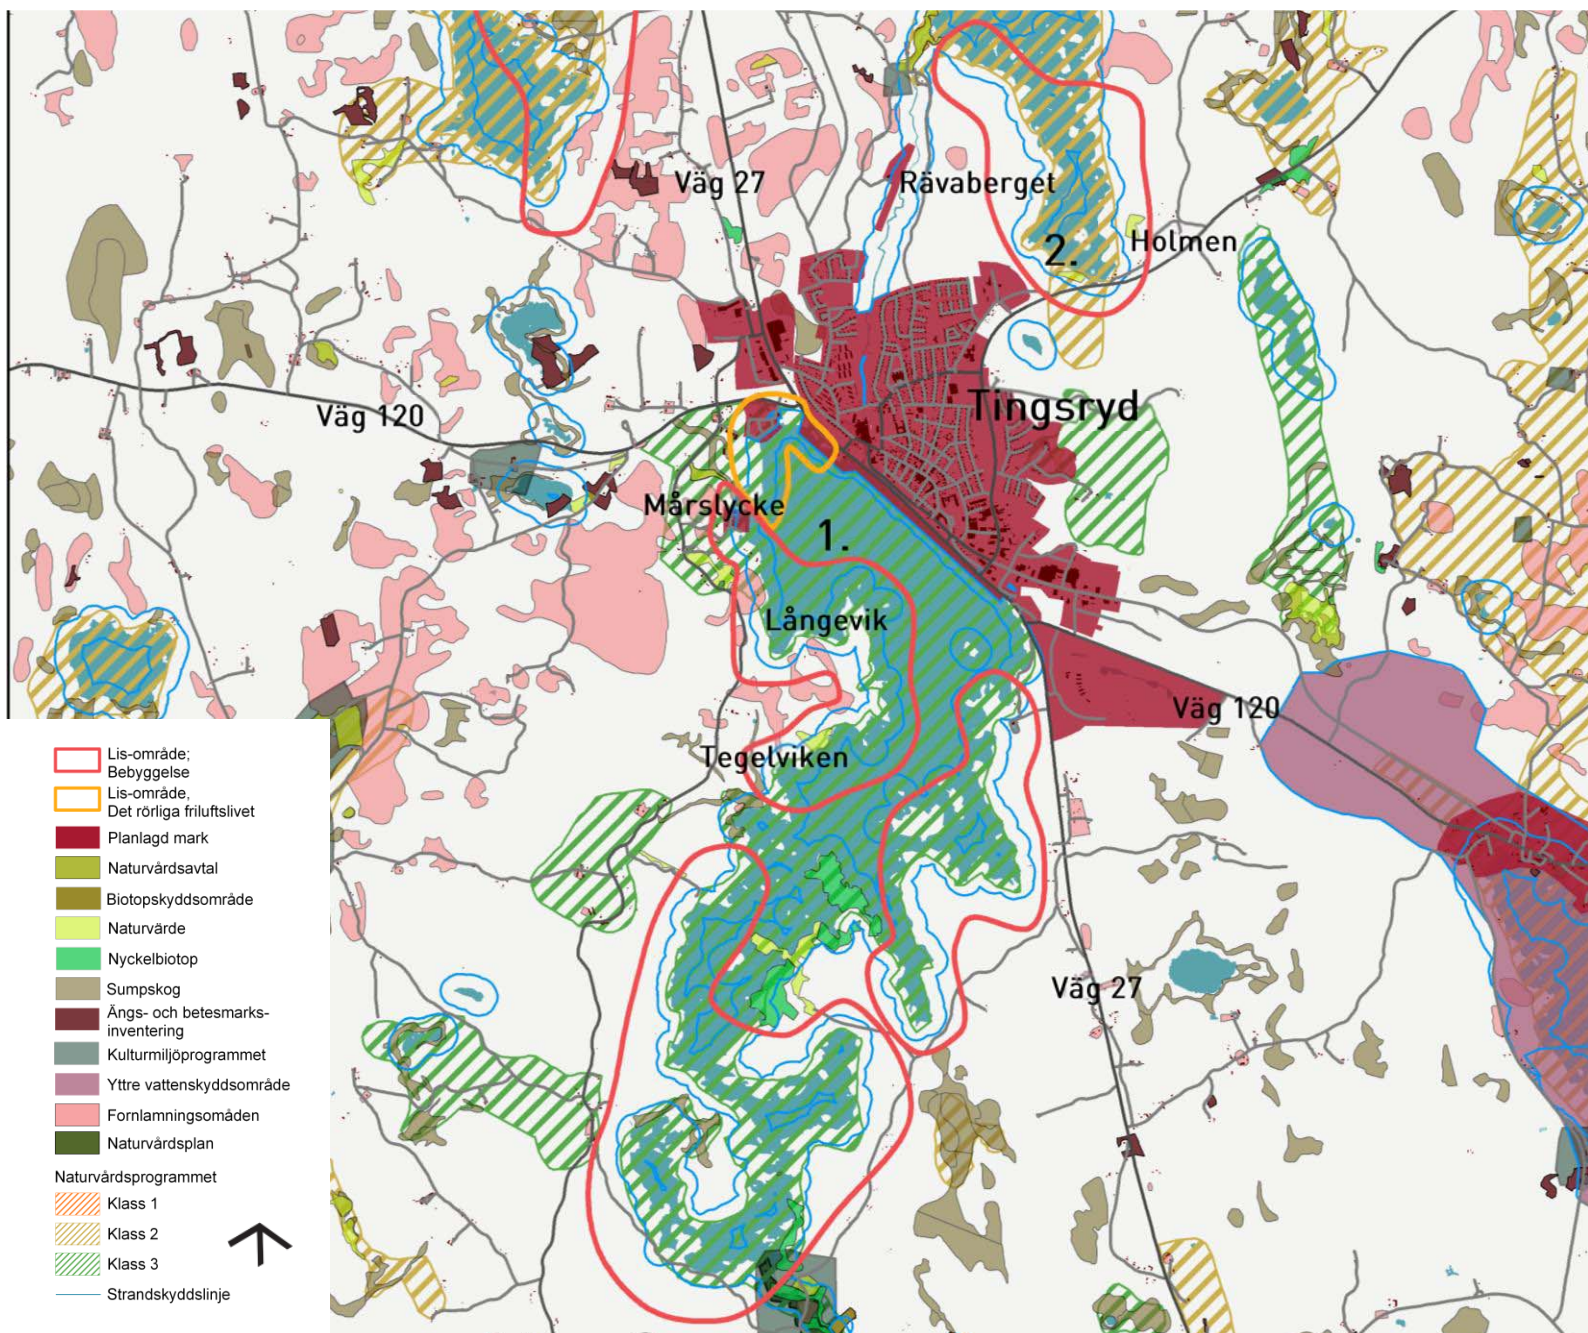 Väg 27
Rävaberget
2.
Holmen
Tingsryd
Väg 120
Mårslycke
1.
Långevik
Väg 120
Tegelviken
Väg 27
Lis-område;
Bebyggelse
Lis-område,
Det rörliga friluftslivet
Planlagd mark
Naturvårdsavtal
Biotopskyddsområde
Naturvärde
Nyckelbiotop
Sumpskog
Ängs- och betesmarks-
inventering
Kulturmiljöprogrammet
Yttre vattenskyddsområde
Fornlamningsomåden
Naturvårdsplan
Naturvårdsprogrammet
Klass 1
Klass 2
Klass 3
Strandskyddslinje